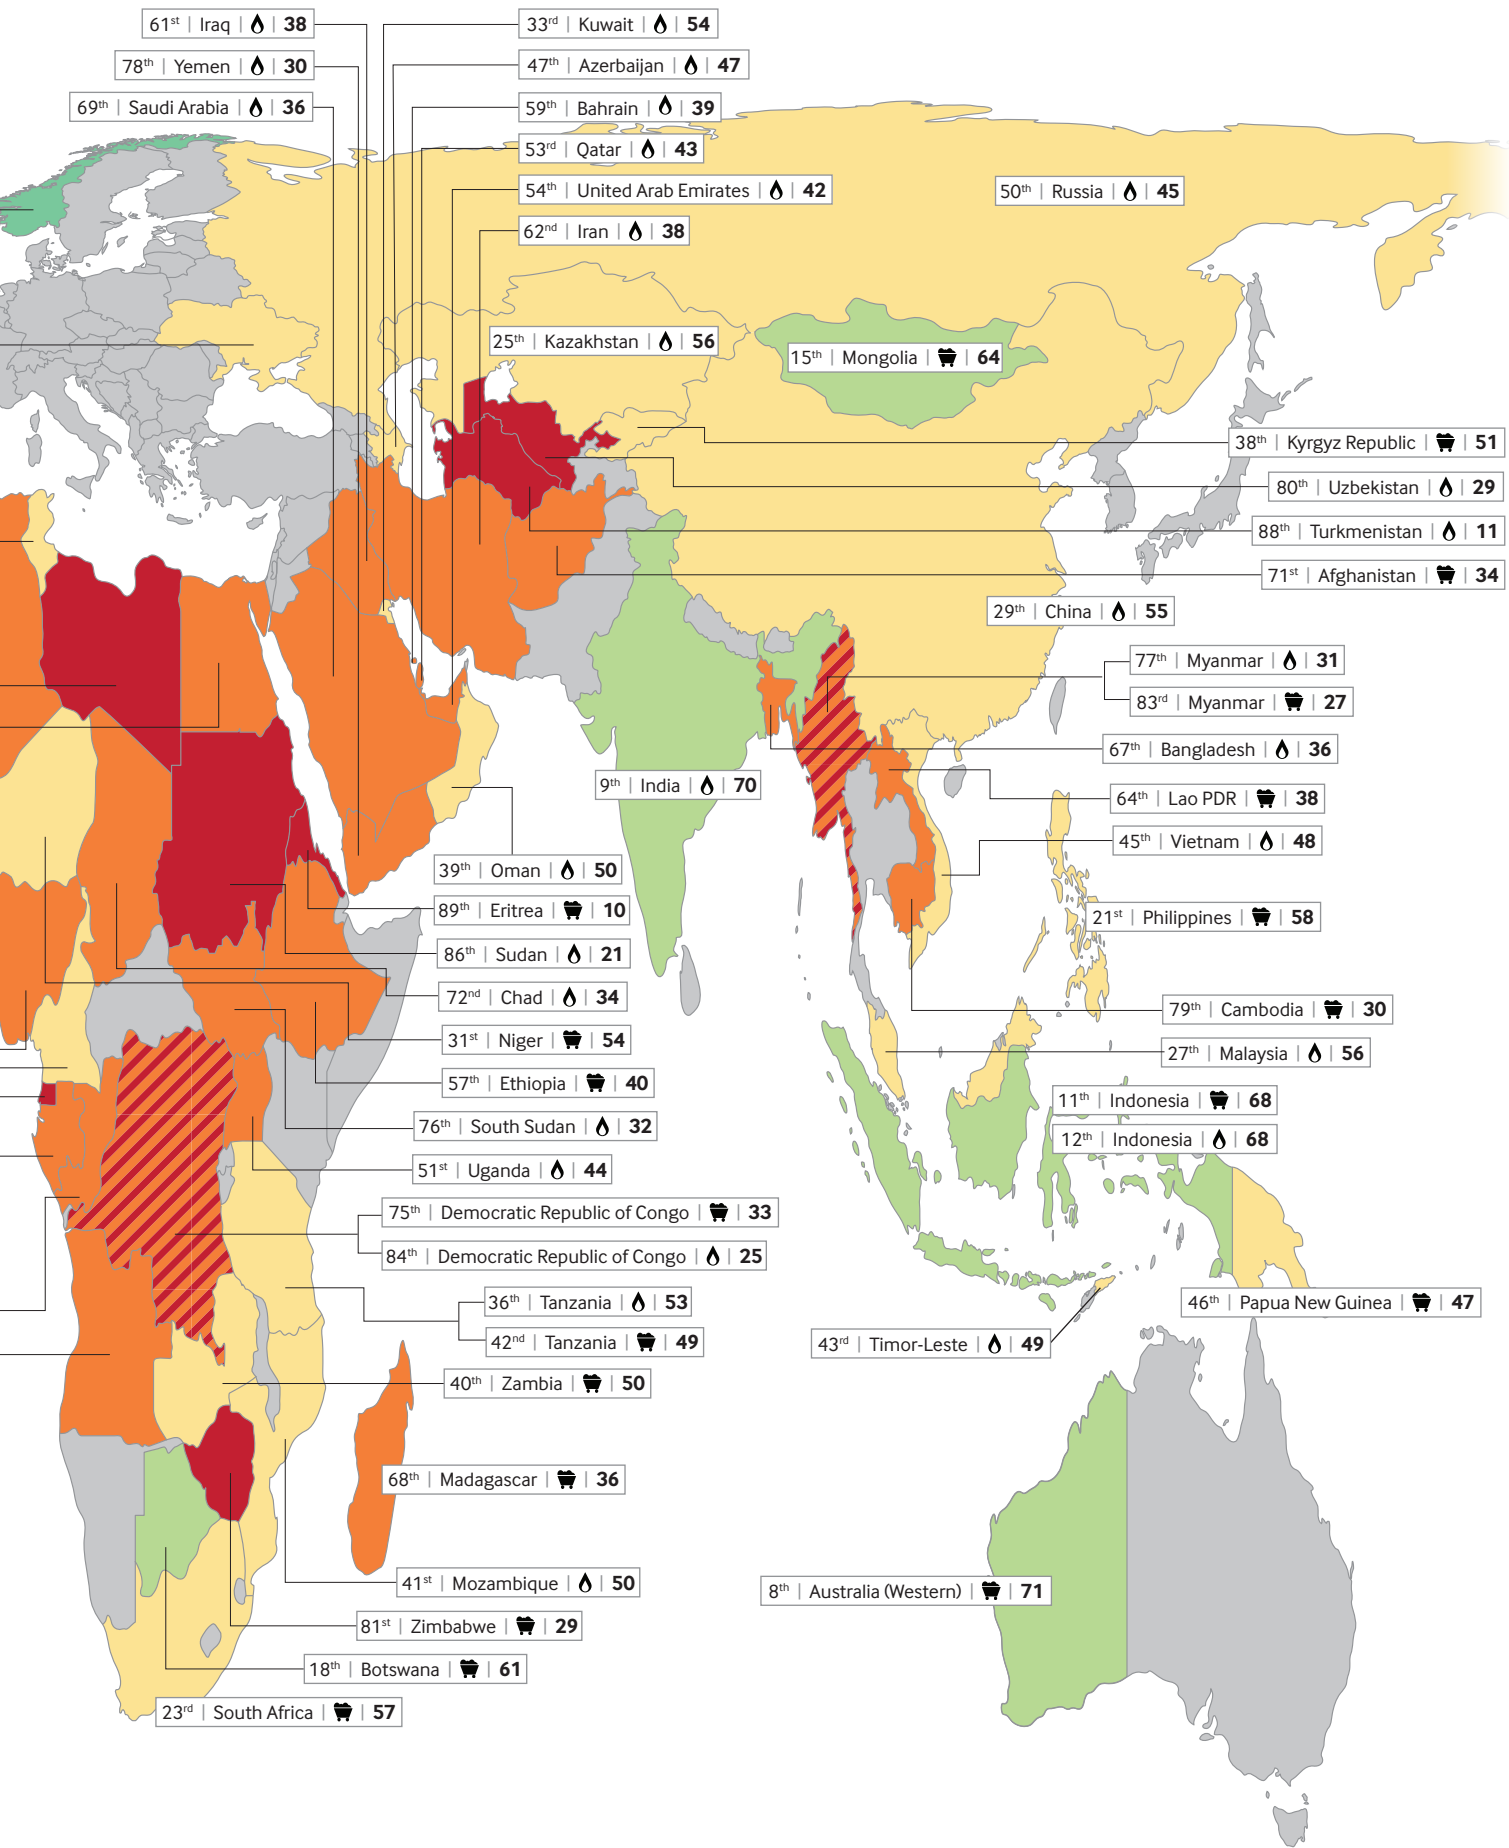 61st | Iraq | 38
33rd | Kuwait | 54
78th | Yemen | 30
47th | Azerbaijan | 47
69th | Saudi Arabia | 36
59th | Bahrain | 39
53rd | Qatar | 43
54th | United Arab Emirates | 42
50th | Russia | 45
62nd | Iran | 38
25th | Kazakhstan | 56
15th | Mongolia | 64
38th | Kyrgyz Republic | 51
80th | Uzbekistan | 29
88th | Turkmenistan | 11
71st | Afghanistan | 34
29th | China | 55
77th | Myanmar | 31
83rd | Myanmar | 27
67th | Bangladesh | 36
9th | India | 70
64th | Lao PDR | 38
45th | Vietnam | 48
39th | Oman | 50
89th | Eritrea | 10
21st | Philippines | 58
86th | Sudan | 21
72nd | Chad | 34
79th | Cambodia | 30
31st | Niger | 54
27th | Malaysia | 56
57th | Ethiopia | 40
11th | Indonesia | 68
76th | South Sudan | 32
12th | Indonesia | 68
51st | Uganda | 44
75th | Democratic Republic of Congo | 33
84th | Democratic Republic of Congo | 25
36th | Tanzania | 53
46th | Papua New Guinea | 47
42nd | Tanzania | 49
43rd | Timor-Leste | 49
40th | Zambia | 50
68th | Madagascar | 36
41st | Mozambique | 50
8th | Australia (Western) | 71
81st | Zimbabwe | 29
18th | Botswana | 61
23rd | South Africa | 57